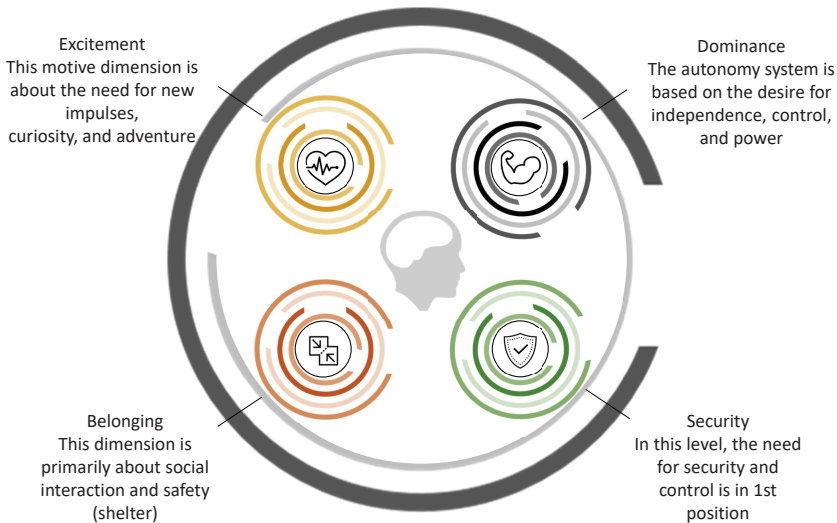 Excitement
This motive dimension is
about the need for new
impulses,
curiosity, and adventure
Dominance
The autonomy system is
based on the desire for
independence, control,
and power
Belonging
This dimension is
primarily about social
interaction and safety
(shelter)
Security
In this level, the need
for security and
control is in 1st
position